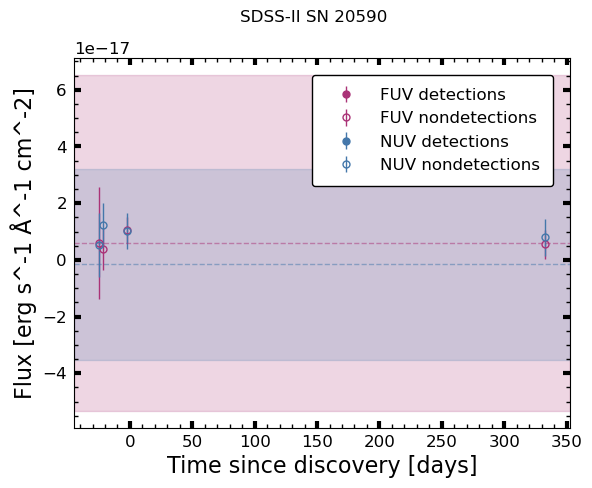 SDSS-II SN 20590
1e−17
FUV detections
FUV nondetections
NUV detections
NUV nondetections
6
4
2
0
−2
−4
Flux [erg s^-1 Å^-1 cm^-2]
0 50 100 150 200 250 300 350
Time since discovery [days]